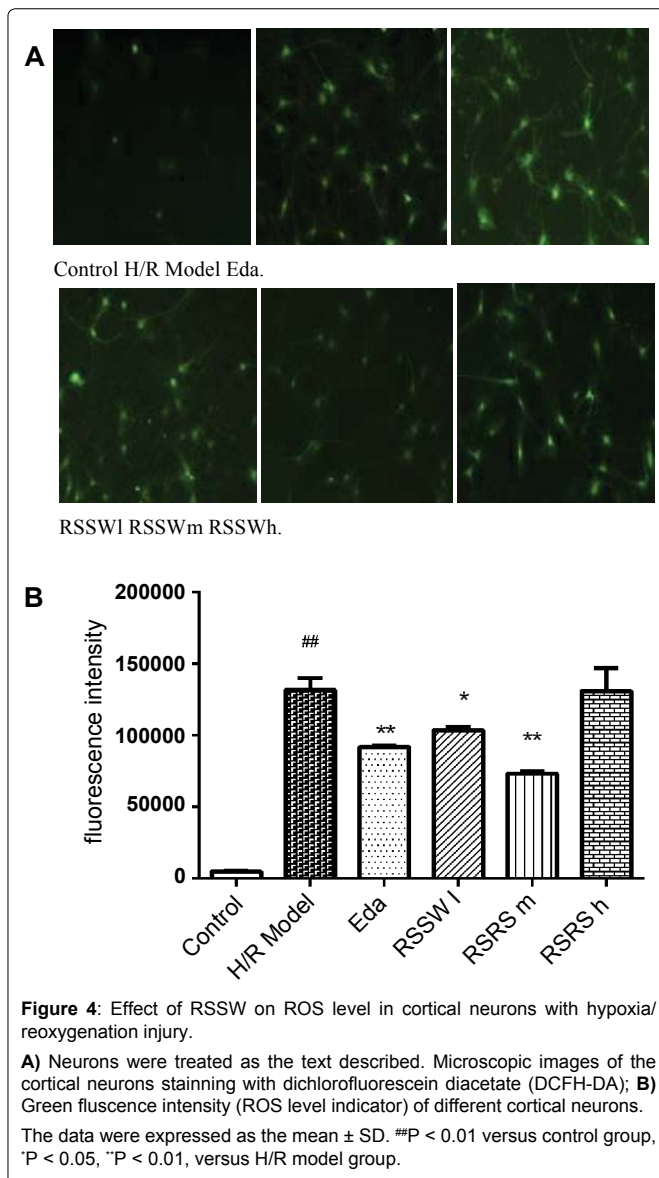 A
Control H/R Model Eda.
RSSWl RSSWm RSSWh.
B
fluorescence intensity
200000
150000
100000
50000
0
##
**
*
**
Control
H/R Model
Eda
RSSW l
RSRS m
RSRS h
Figure 4: Effect of RSSW on ROS level in cortical neurons with hypoxia/
reoxygenation injury.
A) Neurons were treated as the text described. Microscopic images of the
cortical neurons stainning with dichlorofluorescein diacetate (DCFH-DA); B)
Green fluscence intensity (ROS level indicator) of different cortical neurons.
The data were expressed as the mean ± SD. ##P < 0.01 versus control group,
*P < 0.05, **P < 0.01, versus H/R model group.